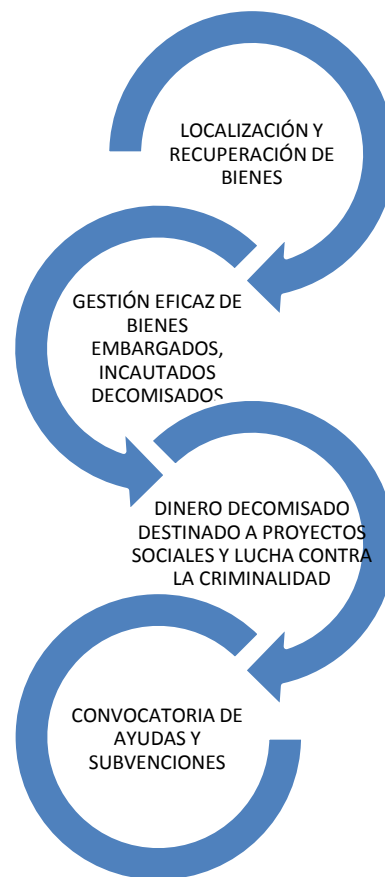 LOCALIZACIÓN Y
RECUPERACIÓN DE
BIENES
GESTIÓN EFICAZ DE
BIENES
EMBARGADOS,
INCAUTADOS
DECOMISADOS
DINERO DECOMISADO
DESTINADO A PROYECTOS
SOCIALES Y LUCHA CONTRA
LA CRIMINALIDAD
CONVOCATORIA DE
AYUDAS Y
SUBVENCIONES